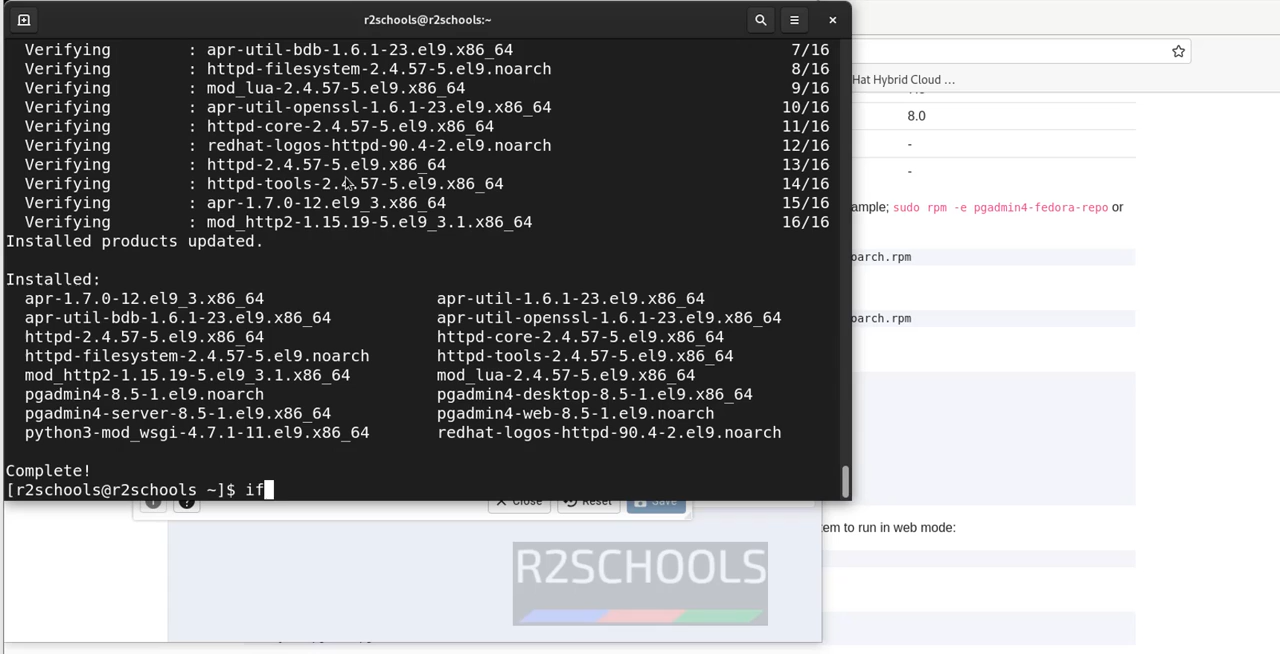 r2schools@r2schools:~
Verifying : apr-util-bdb-1.6.1-23.el9.x86_64 7/16
Verifying : httpd-filesystem-2.4.57-5.el9.noarch 8/16
Verifying : mod_lua-2.4.57-5.el9.x86_64 9/16
Verifying : apr-util-openssl-1.6.1-23.el9.x86_64 10/16
Verifying : httpd-core-2.4.57-5.el9.x86_64 11/16
Verifying : redhat-logos-httpd-90.4-2.el9.noarch 12/16
Verifying : httpd-2.4.57-5.el9.x86_64 13/16
Verifying : httpd-tools-2.4.57-5.el9.x86_64 14/16
Verifying : apr-1.7.0-12.el9_3.x86_64 15/16
Verifying : mod_http2-1.15.19-5.el9_3.1.x86_64 16/16
Installed products updated.
Installed:
apr-1.7.0-12.el9_3.x86_64 apr-util-1.6.1-23.el9.x86_64
apr-util-bdb-1.6.1-23.el9.x86_64 apr-util-openssl-1.6.1-23.el9.x86_64
httpd-2.4.57-5.el9.x86_64 httpd-core-2.4.57-5.el9.x86_64
httpd-filesystem-2.4.57-5.el9.noarch httpd-tools-2.4.57-5.el9.x86_64
mod_http2-1.15.19-5.el9_3.1.x86_64 mod_lua-2.4.57-5.el9.x86_64
pgadmin4-8.5-1.el9.noarch pgadmin4-desktop-8.5-1.el9.x86_64
pgadmin4-server-8.5-1.el9.x86_64 pgadmin4-web-8.5-1.el9.noarch
python3-mod_wsgi-4.7.1-11.el9.x86_64 redhat-logos-httpd-90.4-2.el9.noarch
Complete!
[r2schools@r2schools ~]$ if
Close Reset Save
R2SCHOOLS
Hat Hybrid Cloud ...
8.0
-
-
ample; sudo rpm -e pgadmin4-fedora-repo or
oarch.rpm
oarch.rpm
tem to run in web mode: